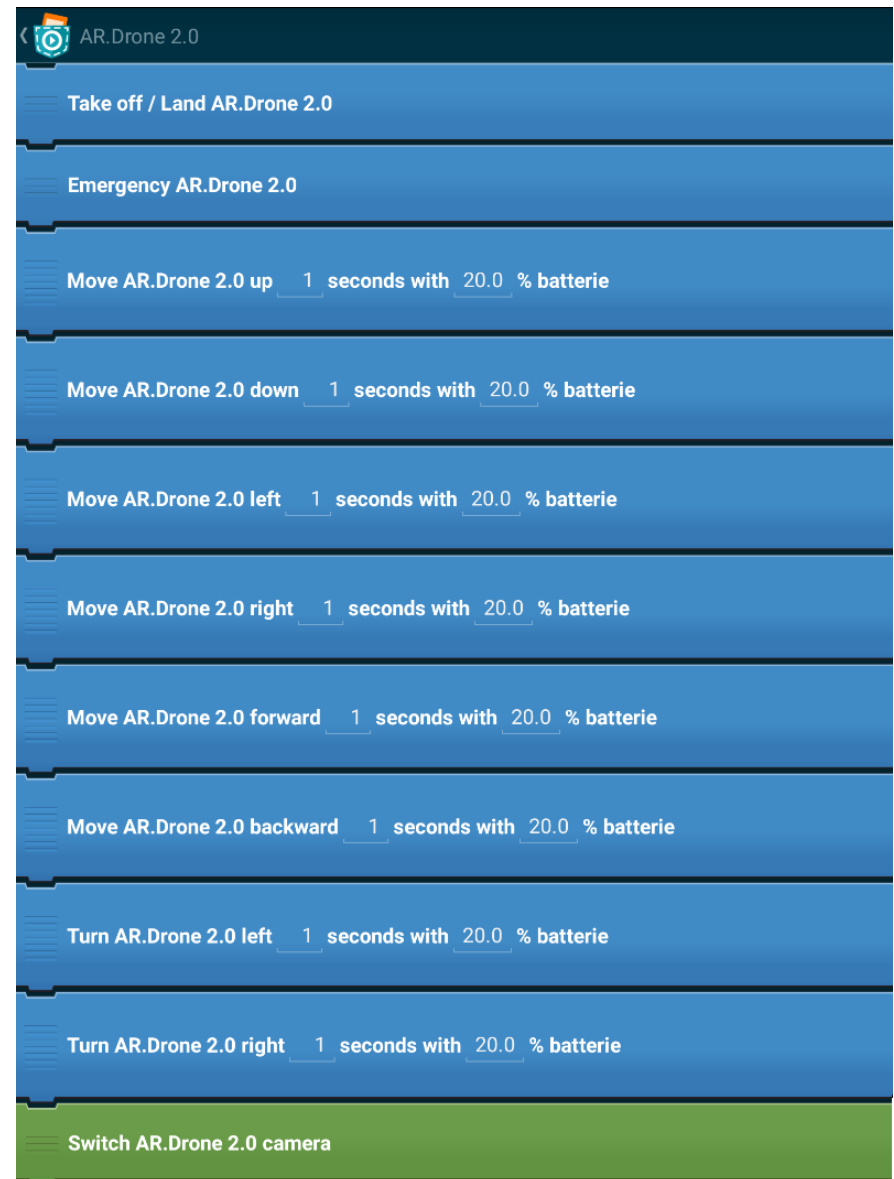 AR.Drone 2.0
Take off / Land AR.Drone 2.0
Emergency AR.Drone 2.0
Move AR.Drone 2.0 up 1 seconds with 20.0 % batterie
Move AR.Drone 2.0 down 1 seconds with 20.0 % batterie
Move AR.Drone 2.0 left 1 seconds with 20.0 % batterie
Move AR.Drone 2.0 right 1 seconds with 20.0 % batterie
Move AR.Drone 2.0 forward 1 seconds with 20.0 % batterie
Move AR.Drone 2.0 backward 1 seconds with 20.0 % batterie
Turn AR.Drone 2.0 left 1 seconds with 20.0 % batterie
Turn AR.Drone 2.0 right 1 seconds with 20.0 % batterie
Switch AR.Drone 2.0 camera